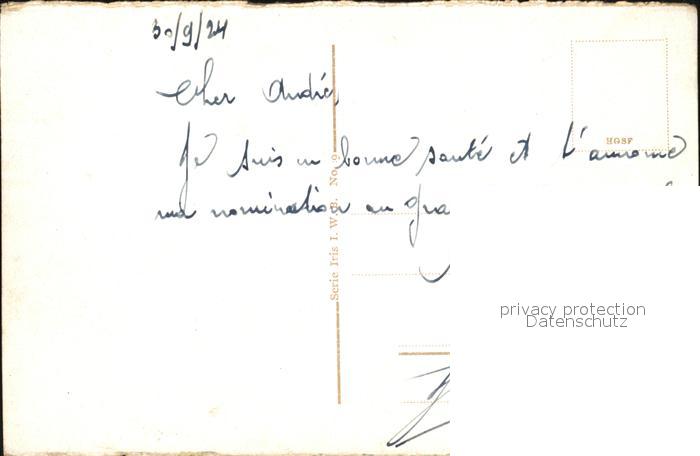 30/9/24
Cher André,
Je suis en bonne santé et t'annonce
ma nomination au gra
HGSF
Serie Iris I. W. B. No. 9
privacy protection
Datenschutz